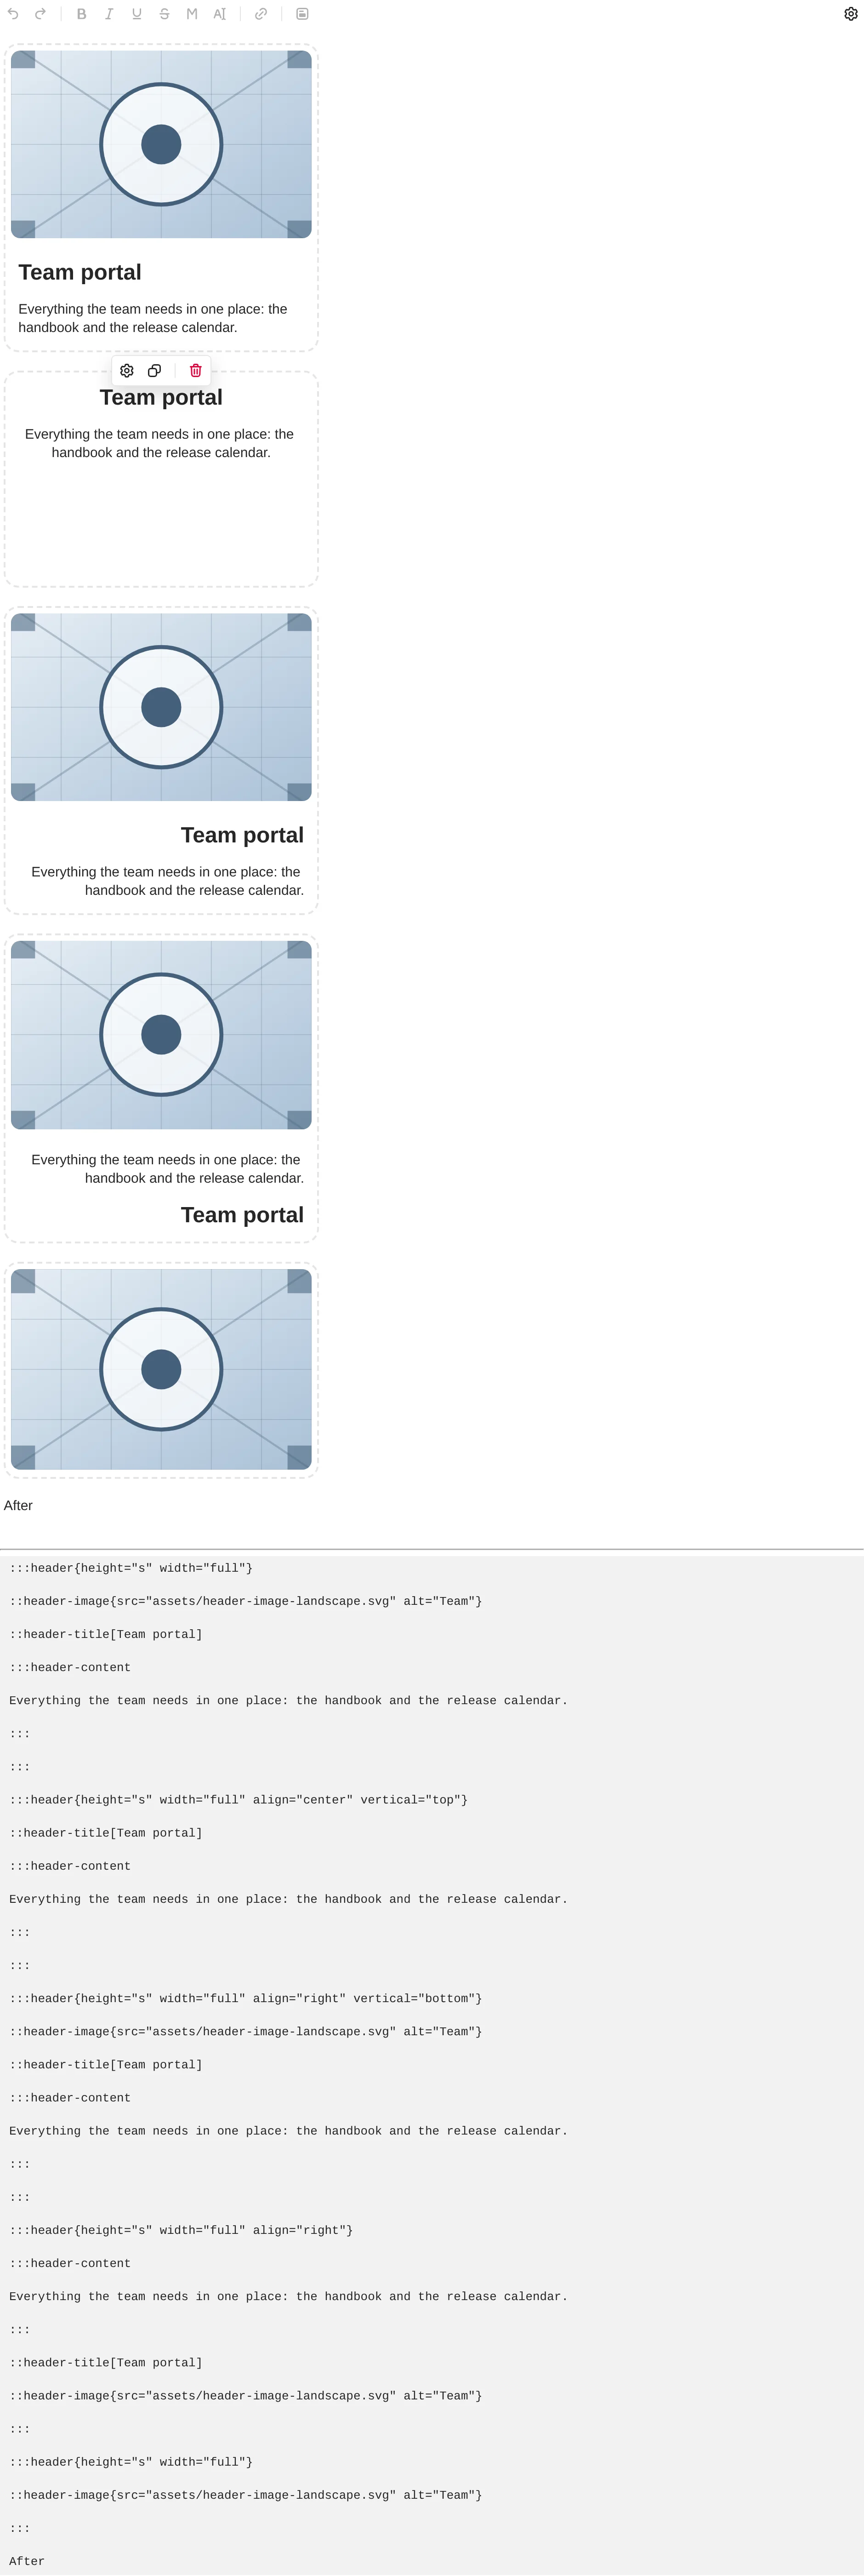 B I U S M AI
Team portal
Everything the team needs in one place: the
handbook and the release calendar.
Team portal
Everything the team needs in one place: the
handbook and the release calendar.
Team portal
Everything the team needs in one place: the
handbook and the release calendar.
Everything the team needs in one place: the
handbook and the release calendar.
Team portal
After
:::header{height="s" width="full"}
::header-image{src="assets/header-image-landscape.svg" alt="Team"}
::header-title[Team portal]
:::header-content
Everything the team needs in one place: the handbook and the release calendar.
:::
:::
:::header{height="s" width="full" align="center" vertical="top"}
::header-title[Team portal]
:::header-content
Everything the team needs in one place: the handbook and the release calendar.
:::
:::
:::header{height="s" width="full" align="right" vertical="bottom"}
::header-image{src="assets/header-image-landscape.svg" alt="Team"}
::header-title[Team portal]
:::header-content
Everything the team needs in one place: the handbook and the release calendar.
:::
:::
:::header{height="s" width="full" align="right"}
:::header-content
Everything the team needs in one place: the handbook and the release calendar.
:::
::header-title[Team portal]
::header-image{src="assets/header-image-landscape.svg" alt="Team"}
:::
:::header{height="s" width="full"}
::header-image{src="assets/header-image-landscape.svg" alt="Team"}
:::
After